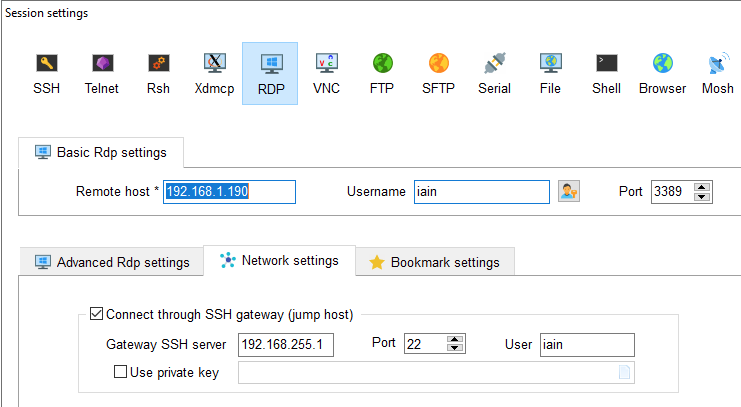 Session settings
SSH Telnet Rsh Xdmcp RDP VNC FTP SFTP Serial File Shell Browser Mosh
Basic Rdp settings
Remote host * 192.168.1.190 Username iain Port 3389
Advanced Rdp settings Network settings Bookmark settings
Connect through SSH gateway (jump host)
Gateway SSH server 192.168.255.1 Port 22 User iain
Use private key